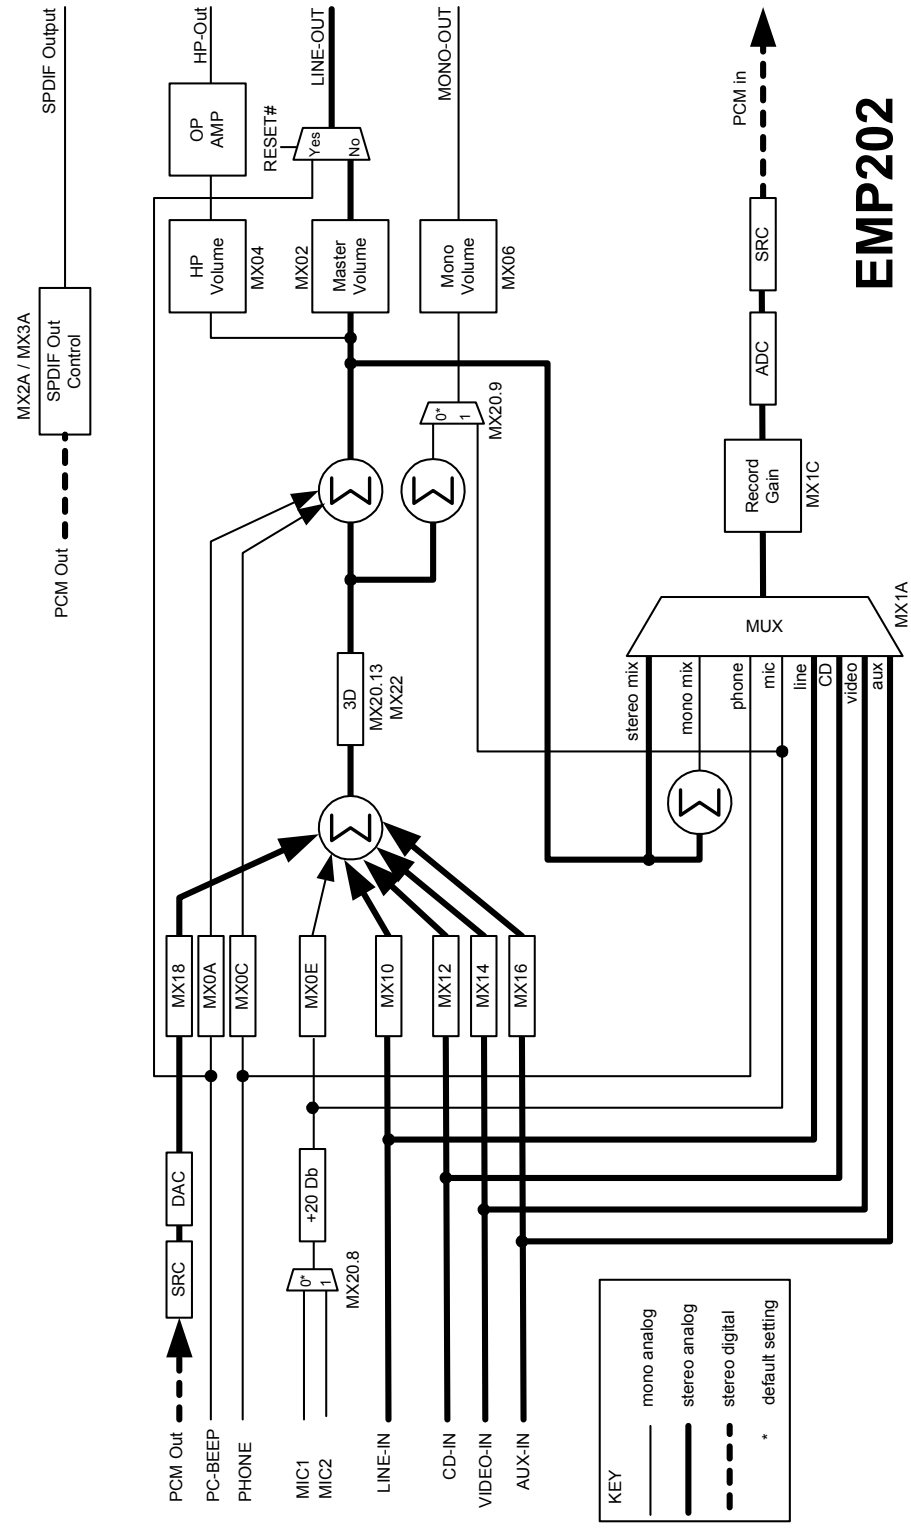 SPDIF Output
HP-Out
LINE-OUT
MONO-OUT
PCM in
OP
AMP
RESET#
Yes
No
HP
Volume
MX04
MX02
Master
Volume
Mono
Volume
MX06
SRC
ADC
EMP202
MX2A / MX3A
SPDIF Out
Control
PCM Out
0*
1
MX20.9
Σ
Σ
Record
Gain
MX1C
MUX
MX1A
stereo mix
mono mix
phone
mic
line
CD
video
aux
3D
MX20.13
MX22
Σ
Σ
MX18
MX0A
MX0C
MX0E
MX10
MX12
MX14
MX16
DAC
SRC
+20 Db
0*
1
MX20.8
PCM Out
PC-BEEP
PHONE
MIC1
MIC2
LINE-IN
CD-IN
VIDEO-IN
AUX-IN
KEY
mono analog
stereo analog
stereo digital
* default setting